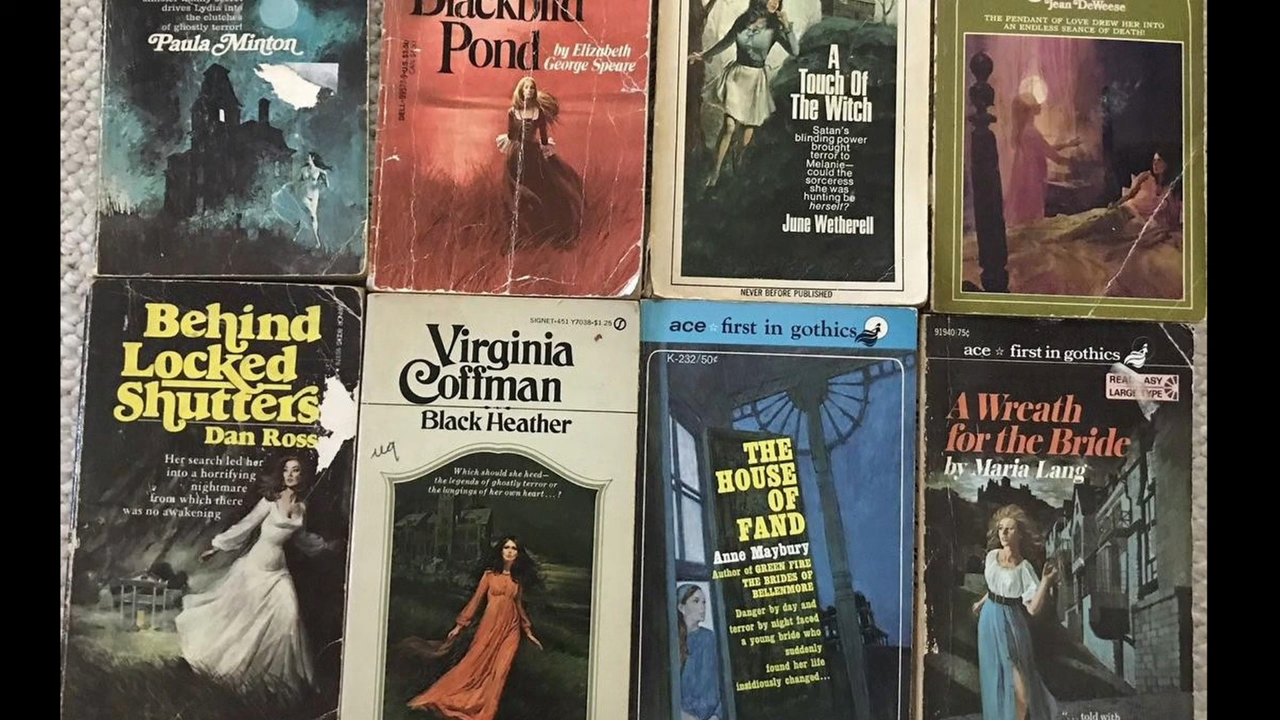 drives Lydia into
the clutches
of ghostly terror!
Paula Minton
Blackbird
Pond
by Elizabeth
George Speare
A
Touch Of
The Witch
Satan's
blinding power
brought
terror to
Melanie—
could the
sorceress
she was
hunting be
herself?
June Wetherell
NEVER BEFORE PUBLISHED
Jean DeWeese
THE PENDANT OF LOVE DREW HER INTO
AN ENDLESS SEANCE OF DEATH!
Behind
Locked
Shutters
Dan Ross
Her search led her
into a horrifying
nightmare
from which there
was no awakening
SIGNET•451-Y7038•$1.25
Virginia
Coffman
Black Heather
Which should she heed—
the legends of ghostly terror or
the longings of her own heart...?
ace ☆ first in gothics
K-232/50¢
THE
HOUSE
OF
FAND
Anne Maybury
Author of GREEN FIRE
THE BRIDES OF
BELLENMORE
Danger by day and
terror by night faced
a young bride who
suddenly
found her life
insidiously changed...
91940/75¢
ace ☆ first in gothics
READ EASY
LARGE TYPE
A Wreath
for the Bride
by Maria Lang
"... told with